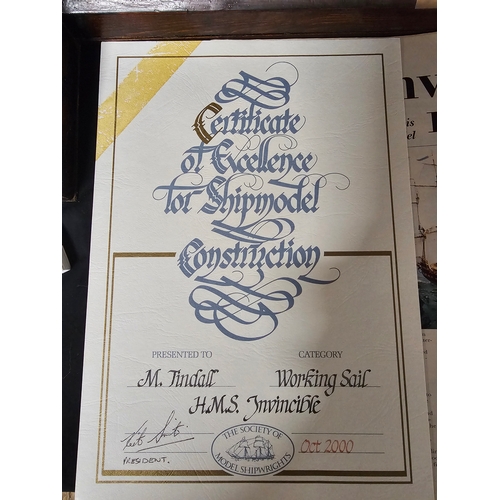 Certificate
of Excellence
for Shipmodel
Construction
PRESENTED TO
CATEGORY
M. Tindall
Working Sail
H.M.S. Invincible
PRESIDENT.
THE SOCIETY OF
MODEL SHIPWRIGHTS
Oct 2000